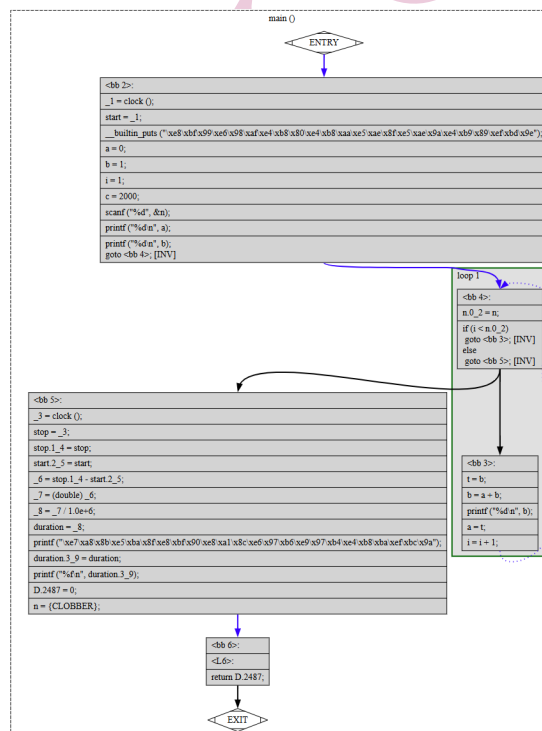 main ()
ENTRY
<bb 2>:
_1 = clock ();
start = _1;
__builtin_puts ("\xe8\xbf\x99\xe6\x98\xaf\xe4\xb8\x80\xe4\xb8\xaa\xe5\xae\x8f\xe5\xae\x9a\xe4\xb9\x89\xef\xbd\x9e");
a = 0;
b = 1;
i = 1;
c = 2000;
scanf ("%d", &n);
printf ("%d\n", a);
printf ("%d\n", b);
goto <bb 4>; [INV]
loop 1
<bb 4>:
n.0_2 = n;
if (i < n.0_2)
goto <bb 3>; [INV]
else
goto <bb 5>; [INV]
<bb 5>:
_3 = clock ();
stop = _3;
stop.1_4 = stop;
start.2_5 = start;
_6 = stop.1_4 - start.2_5;
_7 = (double) _6;
_8 = _7 / 1.0e+6;
duration = _8;
printf ("\xe7\xa8\x8b\xe5\xba\x8f\xe8\xbf\x90\xe8\xa1\x8c\xe6\x97\xb6\xe9\x97\xb4\xe4\xb8\xba\xef\xbc\x9a");
duration.3_9 = duration;
printf ("%f\n", duration.3_9);
D.2487 = 0;
n = {CLOBBER};
<bb 3>:
t = b;
b = a + b;
printf ("%d\n", b);
a = t;
i = i + 1;
<bb 6>:
<L6>:
return D.2487;
EXIT